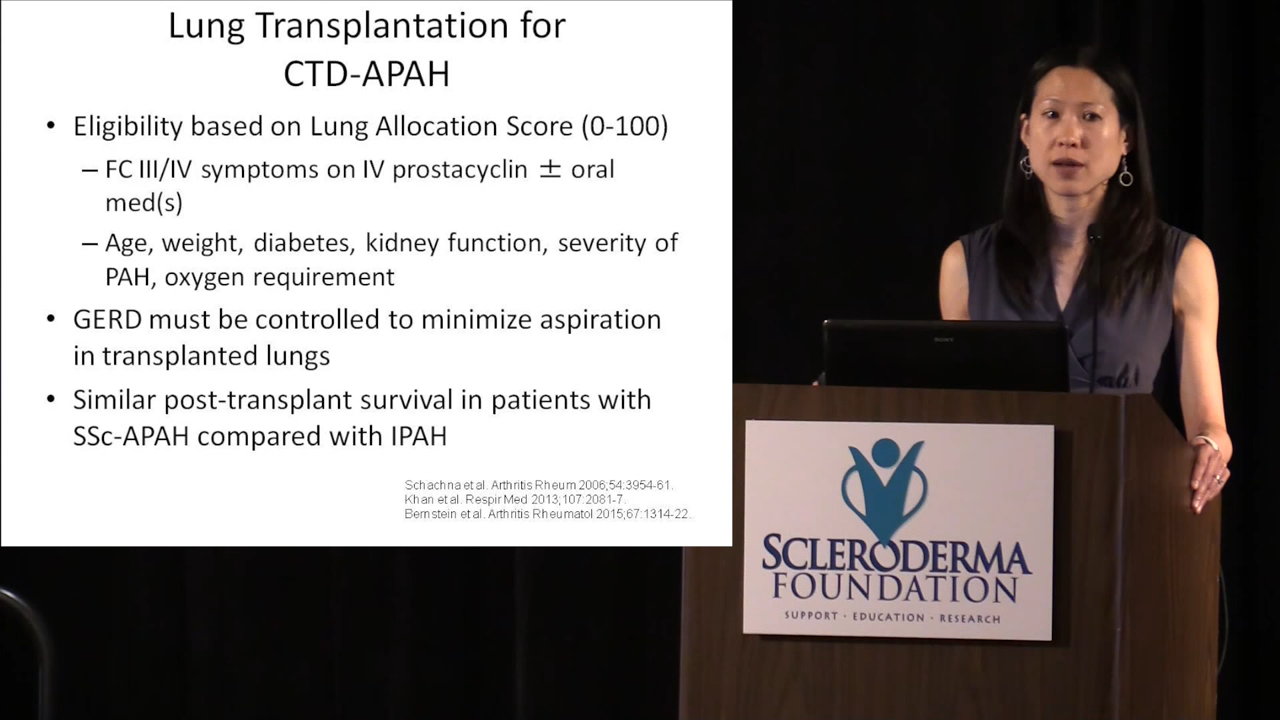 Lung Transplantation for
CTD-APAH
• Eligibility based on Lung Allocation Score (0-100)
– FC III/IV symptoms on IV prostacyclin ± oral
med(s)
– Age, weight, diabetes, kidney function, severity of
PAH, oxygen requirement
• GERD must be controlled to minimize aspiration
in transplanted lungs
• Similar post-transplant survival in patients with
SSc-APAH compared with IPAH
Schachna et al. Arthritis Rheum 2006;54:3954-61.
Khan et al. Respir Med 2013;107:2081-7.
Bernstein et al. Arthritis Rheumatol 2015;67:1314-22.
SONY
SCLERODERMA
FOUNDATION
SUPPORT · EDUCATION · RESEARCH